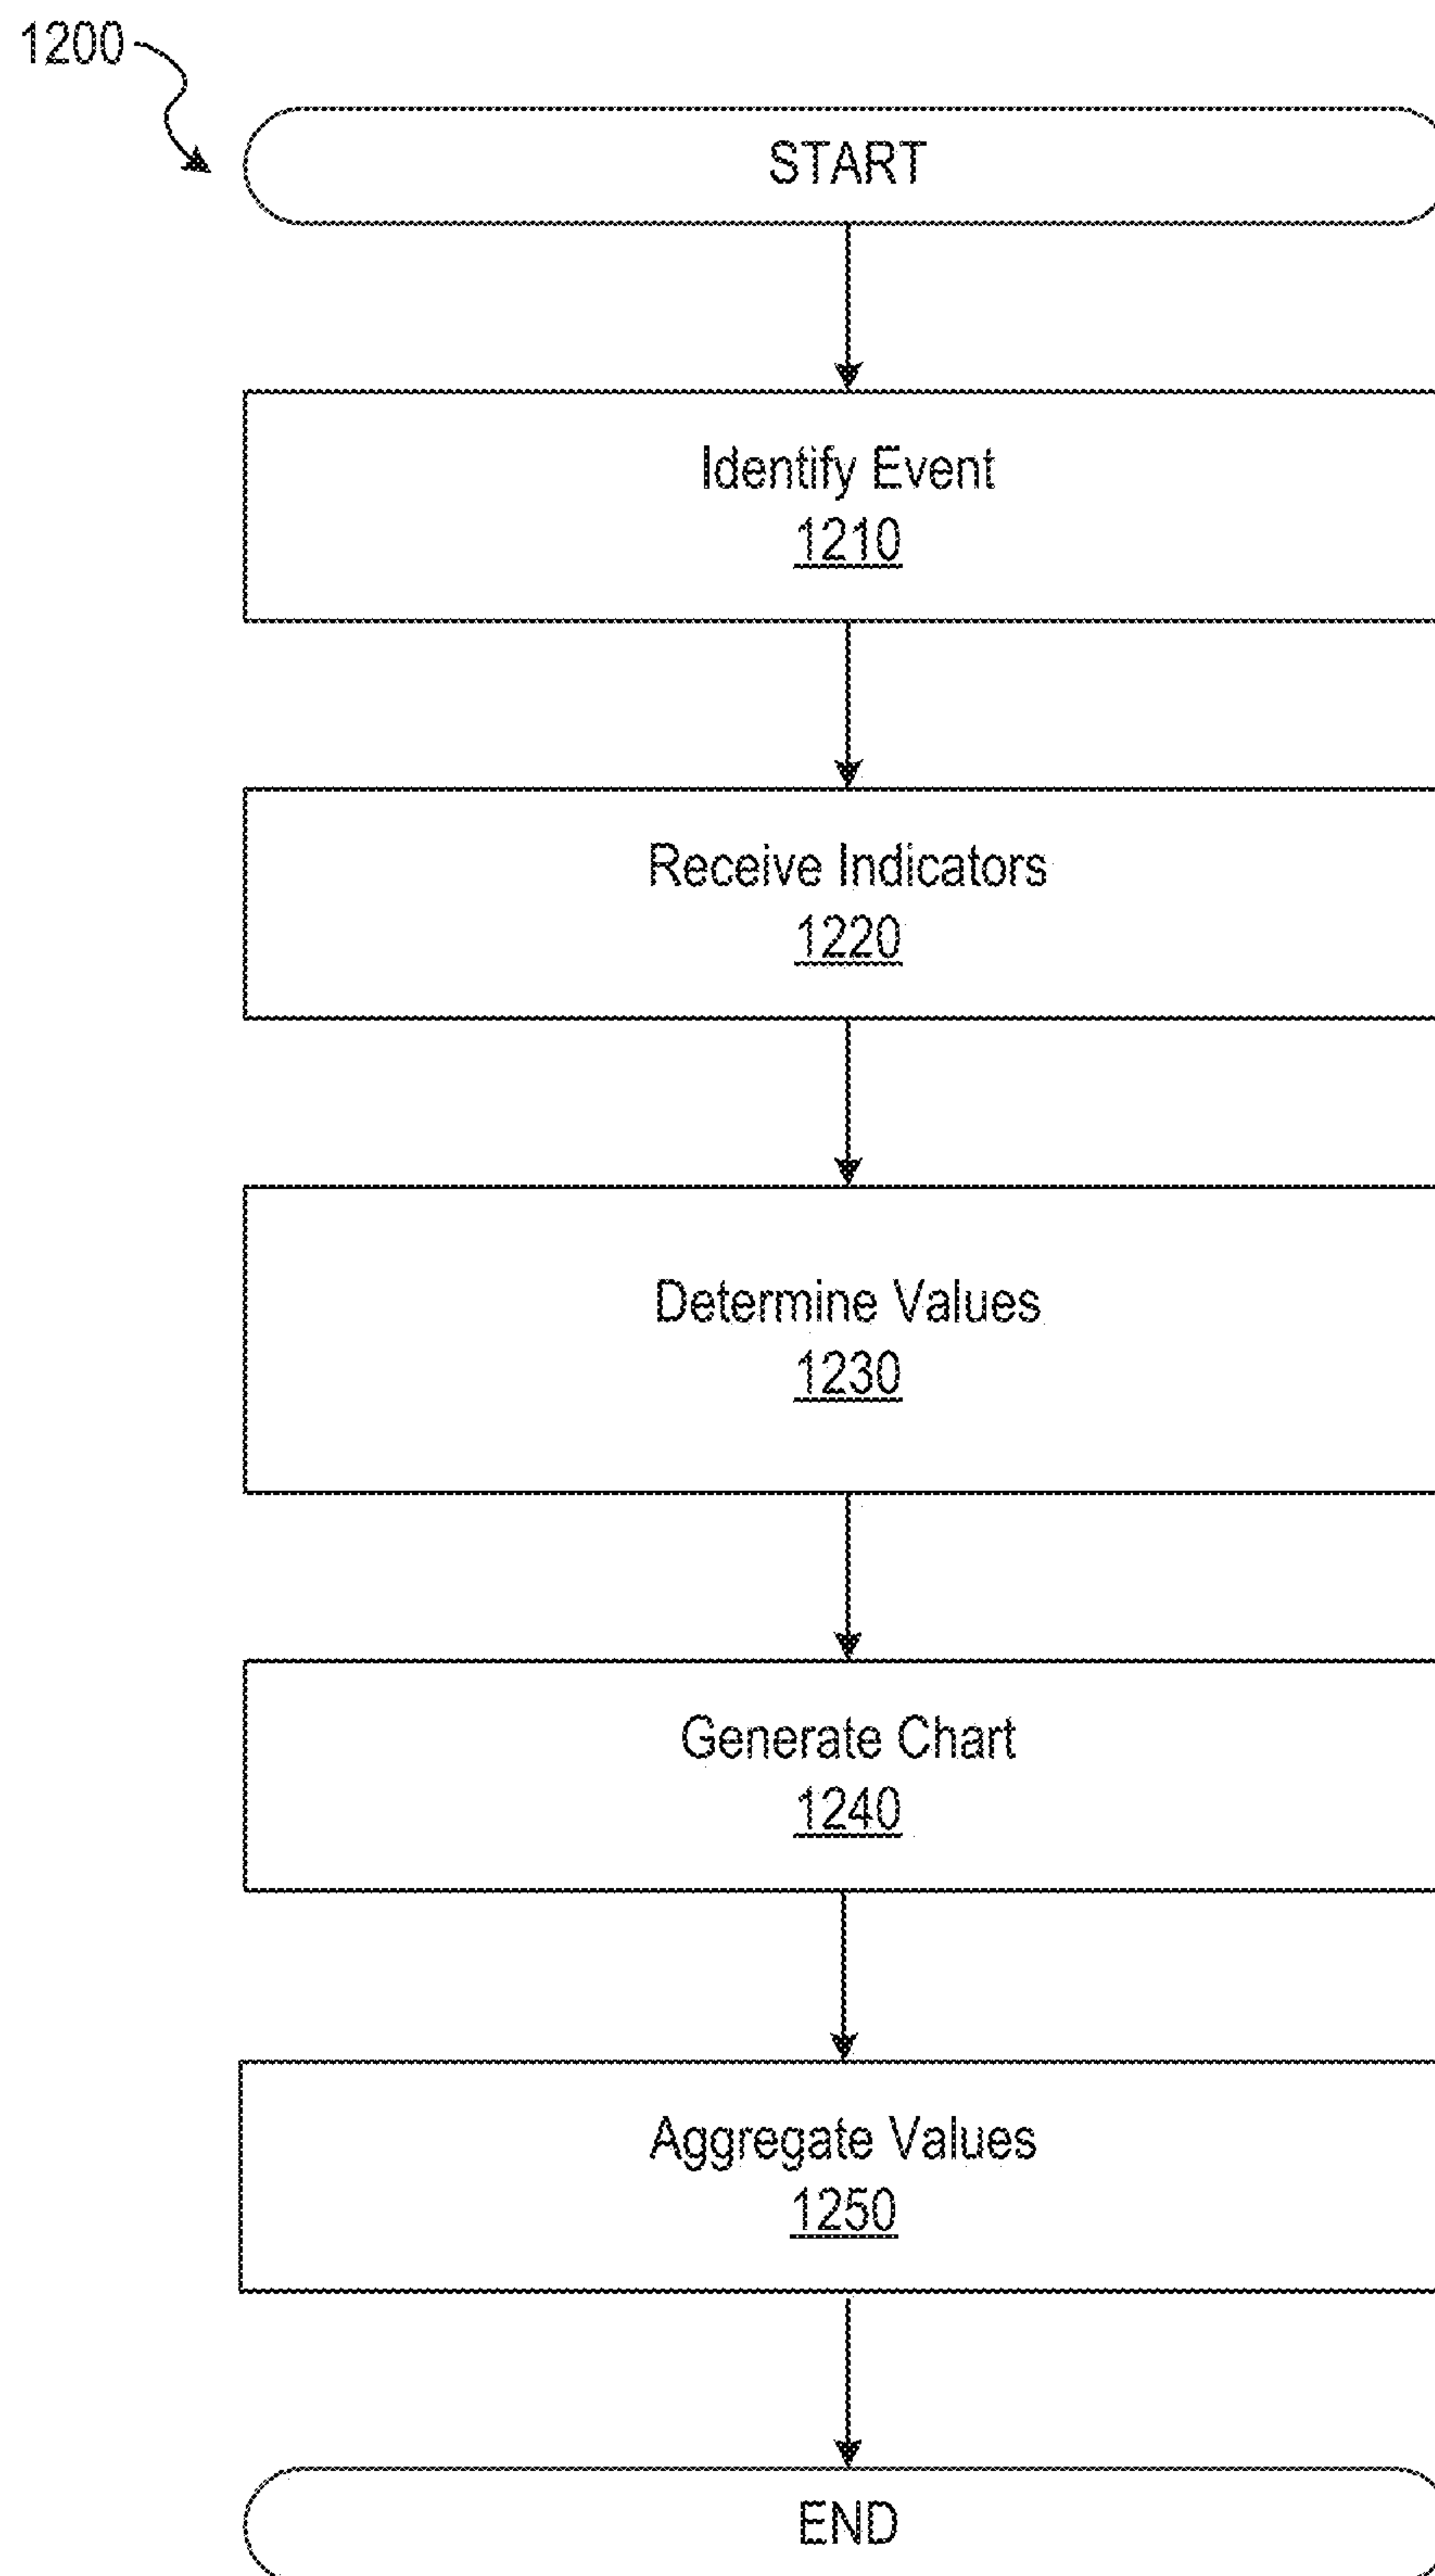 1200
START
Identify Event
1210
Receive Indicators
1220
Determine Values
1230
Generate Chart
1240
Aggregate Values
1250
END